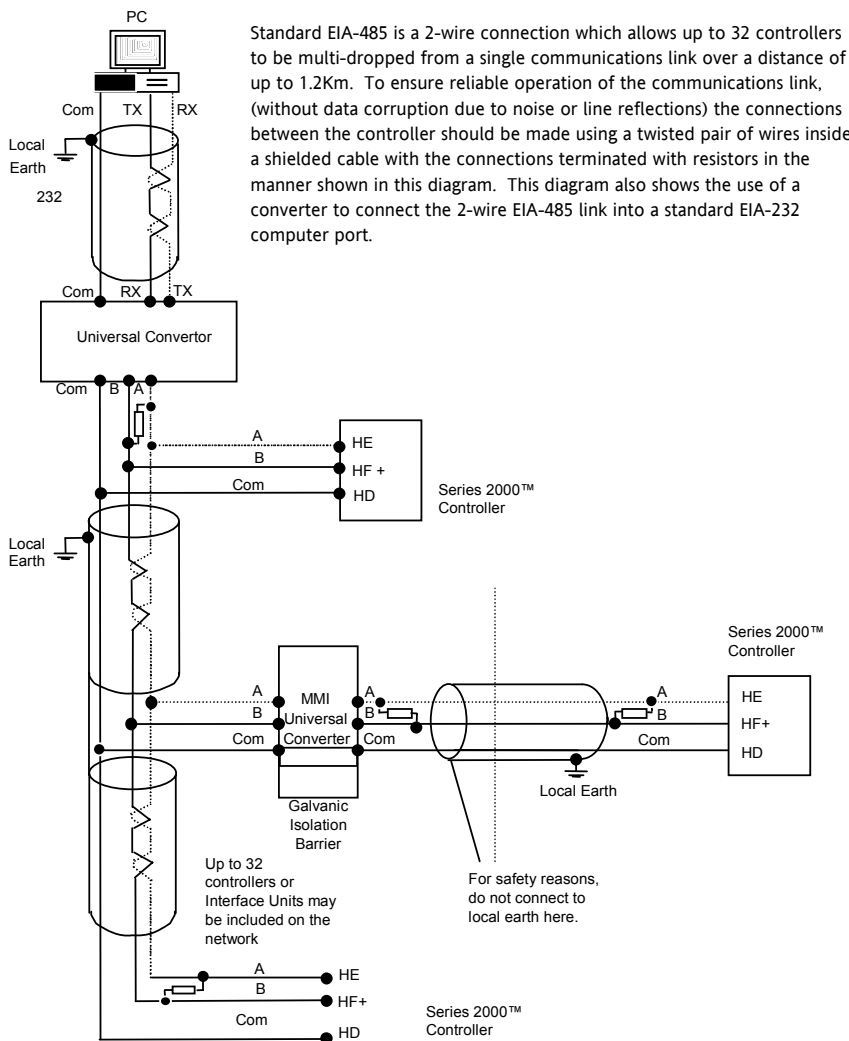 PC
Standard EIA-485 is a 2-wire connection which allows up to 32 controllers
to be multi-dropped from a single communications link over a distance of
up to 1.2Km. To ensure reliable operation of the communications link,
(without data corruption due to noise or line reflections) the connections
between the controller should be made using a twisted pair of wires inside
a shielded cable with the connections terminated with resistors in the
manner shown in this diagram. This diagram also shows the use of a
converter to connect the 2-wire EIA-485 link into a standard EIA-232
computer port.
Com TX RX
Local
Earth
232
Com RX TX
Universal Convertor
Com B A
A HE
B HF +
Com HD
Series 2000™
Controller
Local
Earth
Series 2000™
Controller
A MMI A A HE
B Universal B B HF+
Com Converter Com Com HD
Local Earth
Galvanic
Isolation
Barrier
Up to 32
controllers or
Interface Units may
be included on the
network
For safety reasons,
do not connect to
local earth here.
A HE
B HF+
Com HD
Series 2000™
Controller